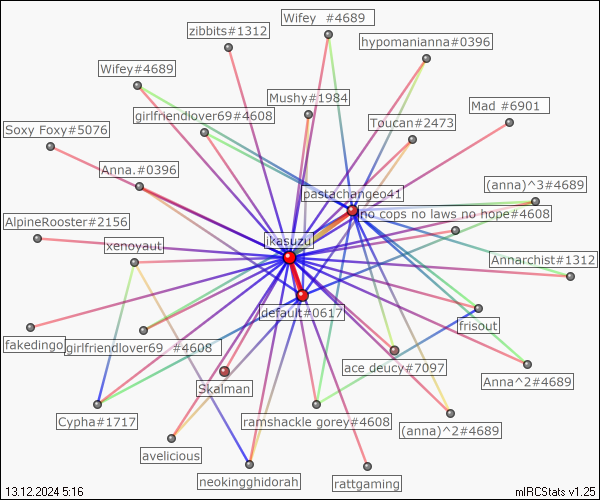 Wifey  #4689
zibbits#1312
hypomanianna#0396
Wifey#4689
Mushy#1984
Mad #6901
girlfriendlover69#4608
Toucan#2473
Soxy Foxy#5076
Anna.#0396
(anna)^3#4689
pastachangeo41
no cops no laws no hope#4608
AlpineRooster#2156
ikasuzu
xenoyaut
Annarchist#1312
default#0617
frisout
fakedingo
girlfriendlover69  #4608
ace deucy#7097
Anna^2#4689
Skalman
Cypha#1717
ramshackle gorey#4608
(anna)^2#4689
avelicious
neokingghidorah
rattgaming
13.12.2024 5:16
mIRCStats v1.25